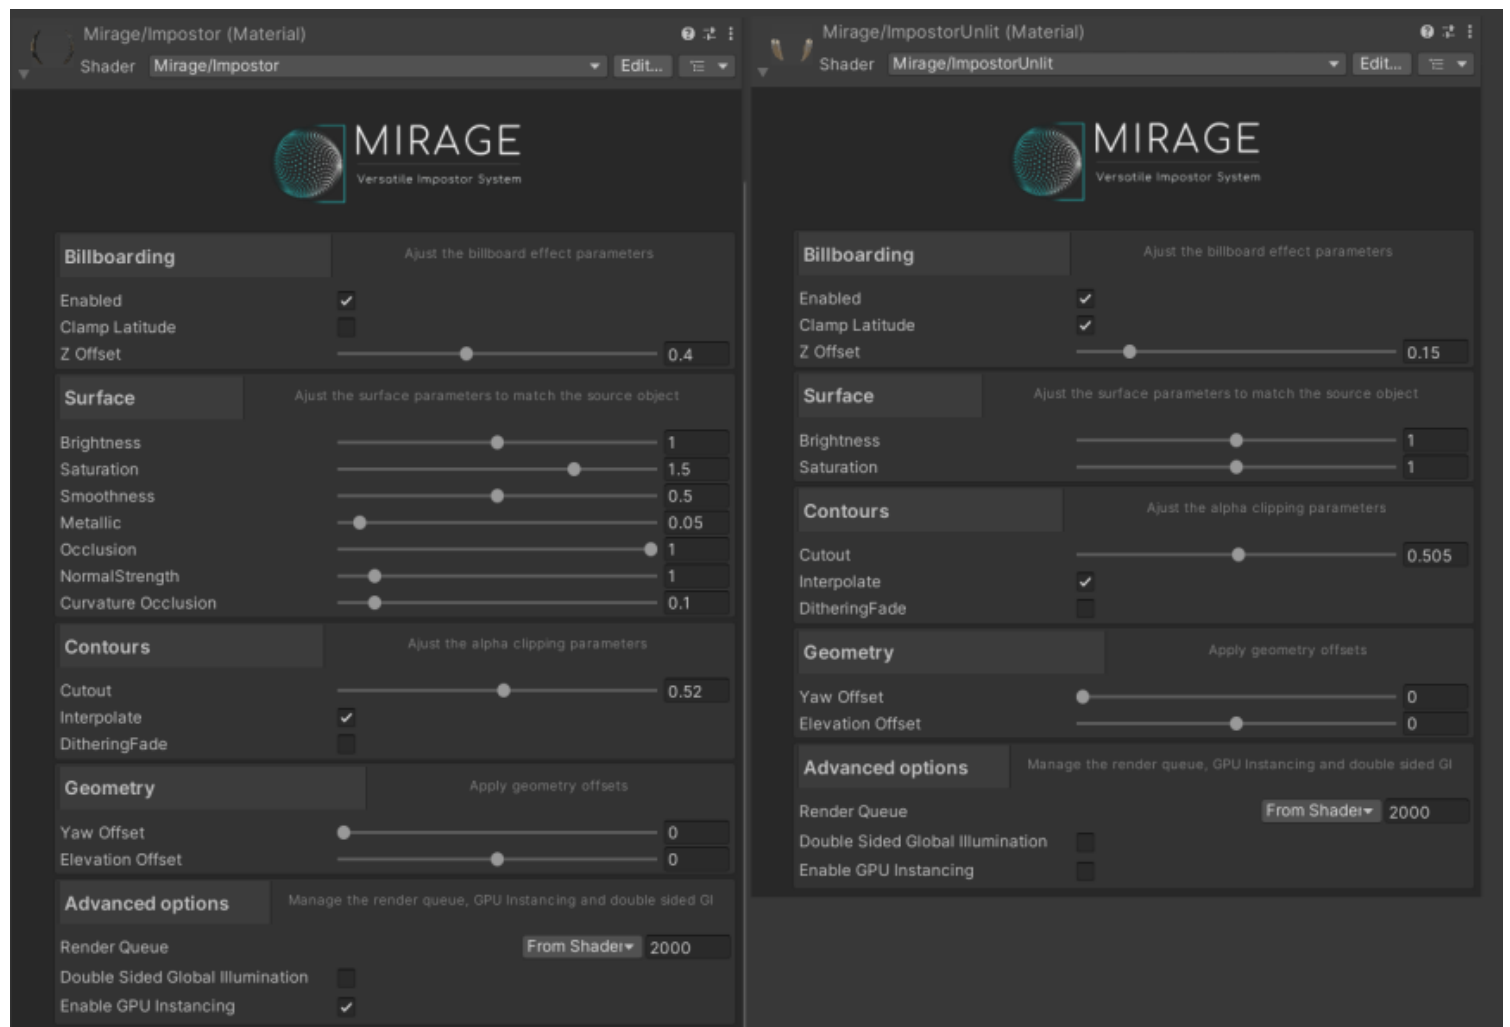 Mirage/Impostor (Material)
Shader Mirage/Impostor Edit...
MIRAGE
Versatile Impostor System
Billboarding Ajust the billboard effect parameters
Enabled
Clamp Latitude
Z Offset 0.4
Surface Ajust the surface parameters to match the source object
Brightness 1
Saturation 1.5
Smoothness 0.5
Metallic 0.05
Occlusion 1
NormalStrength 1
Curvature Occlusion 0.1
Contours Ajust the alpha clipping parameters
Cutout 0.52
Interpolate
DitheringFade
Geometry Apply geometry offsets
Yaw Offset 0
Elevation Offset 0
Advanced options Manage the render queue, GPU Instancing and double sided GI
Render Queue From Shader 2000
Double Sided Global Illumination
Enable GPU Instancing
Mirage/ImpostorUnlit (Material)
Shader Mirage/ImpostorUnlit Edit...
MIRAGE
Versatile Impostor System
Billboarding Ajust the billboard effect parameters
Enabled
Clamp Latitude
Z Offset 0.15
Surface Ajust the surface parameters to match the source object
Brightness 1
Saturation 1
Contours Ajust the alpha clipping parameters
Cutout 0.505
Interpolate
DitheringFade
Geometry Apply geometry offsets
Yaw Offset 0
Elevation Offset 0
Advanced options Manage the render queue, GPU Instancing and double sided GI
Render Queue From Shader 2000
Double Sided Global Illumination
Enable GPU Instancing